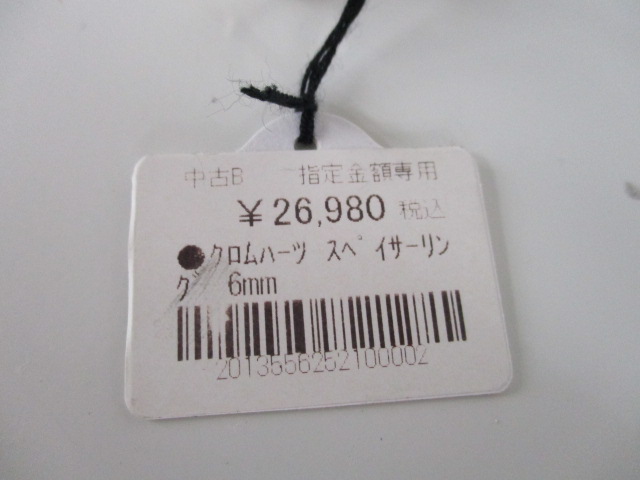 中古B 指定金額専用
¥26,980 税込
●クロムハーツ スペイサーリン
グ 6mm
2013556252100002